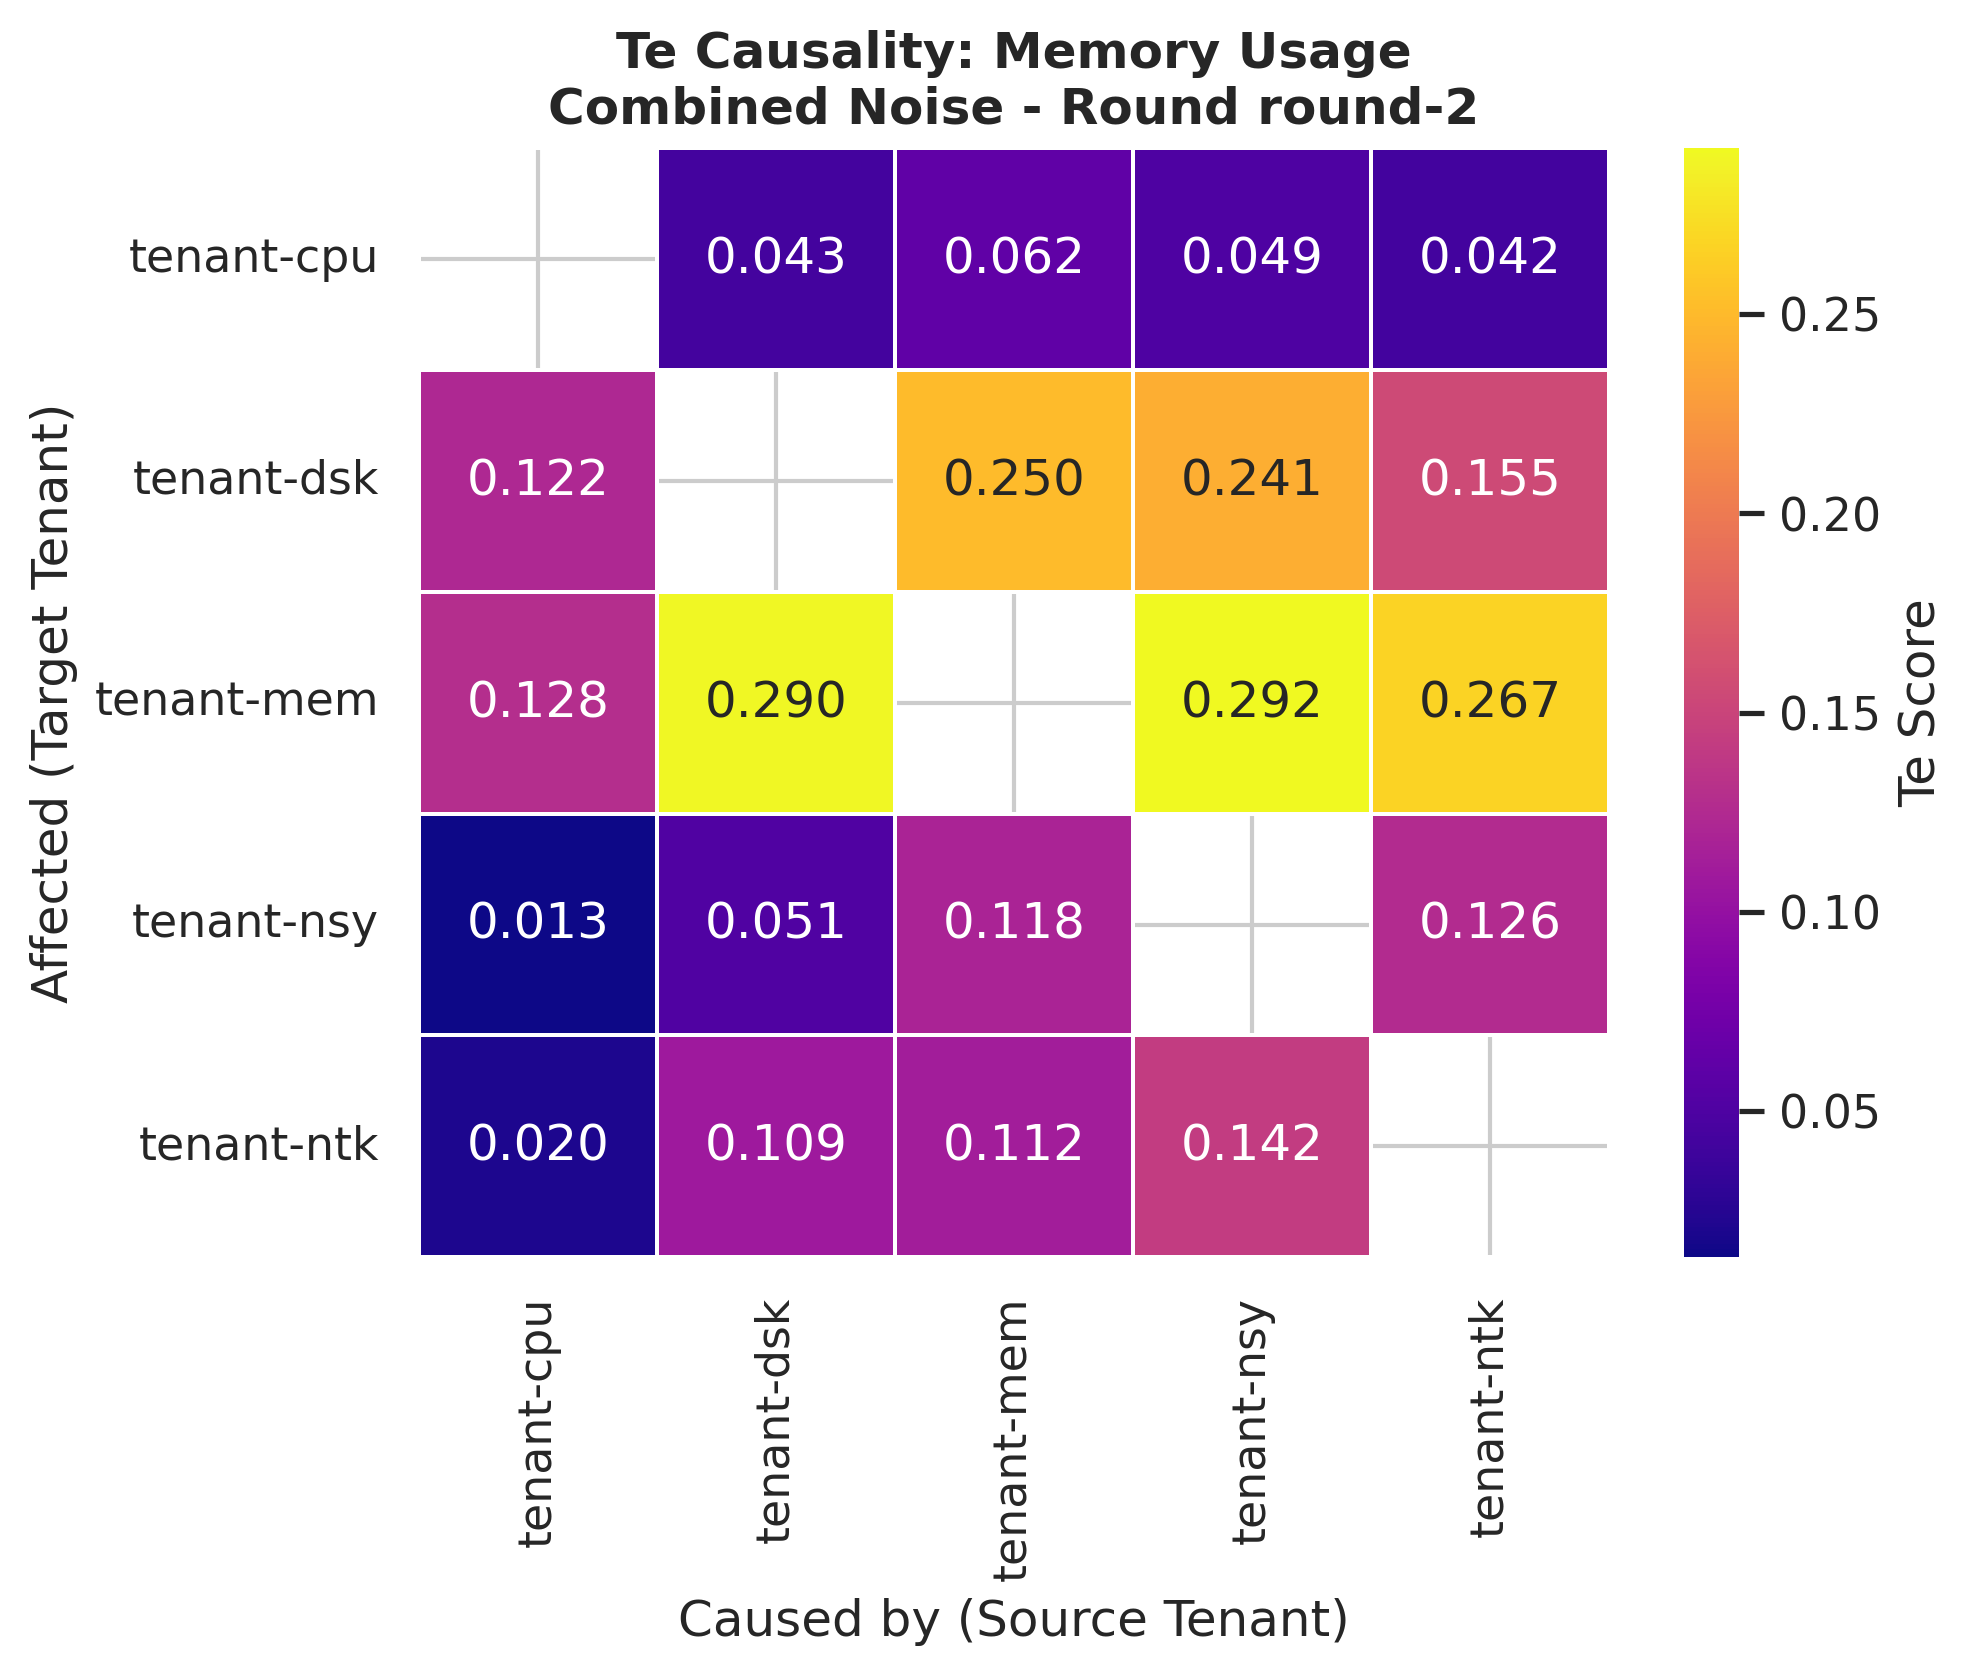 Te Causality: Memory Usage
Combined Noise - Round round-2
Affected (Target Tenant)
tenant-cpu
0.043 0.062 0.049 0.042
tenant-dsk
0.122 0.250 0.241 0.155
tenant-mem
0.128 0.290 0.292 0.267
tenant-nsy
0.013 0.051 0.118 0.126
tenant-ntk
0.020 0.109 0.112 0.142
tenant-cpu
tenant-dsk
tenant-mem
tenant-nsy
tenant-ntk
Caused by (Source Tenant)
0.25
0.20
0.15
0.10
0.05
Te Score